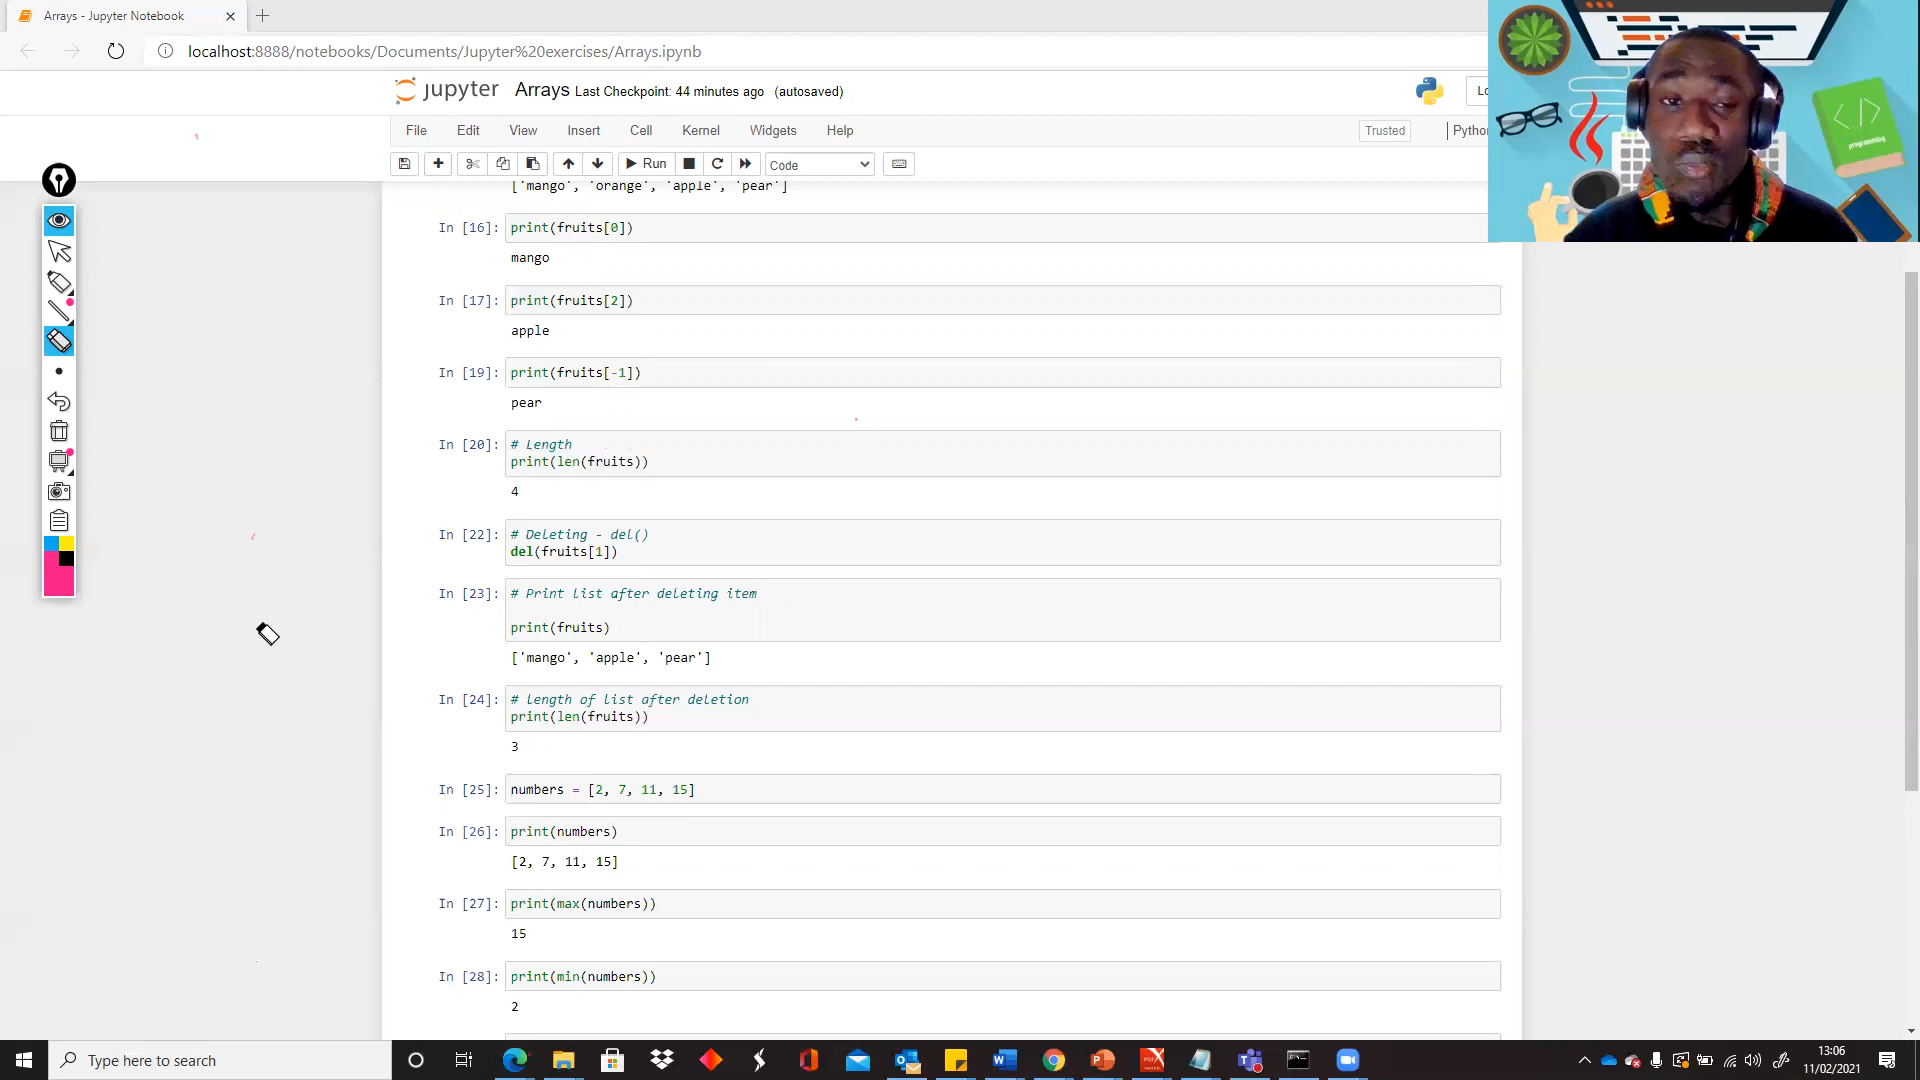 Arrays - Jupyter Notebook
localhost:8888/notebooks/Documents/Jupyter%20exercises/Arrays.ipynb
jupyter Arrays Last Checkpoint: 44 minutes ago (autosaved)
File Edit View Insert Cell Kernel Widgets Help Trusted Python
Run Code
['mango', 'orange', 'apple', 'pear']
In [16]: print(fruits[0])
mango
In [17]: print(fruits[2])
apple
In [19]: print(fruits[-1])
pear
In [20]: # Length
print(len(fruits))
4
In [22]: # Deleting - del()
del(fruits[1])
In [23]: # Print list after deleting item
print(fruits)
['mango', 'apple', 'pear']
In [24]: # length of list after deletion
print(len(fruits))
3
In [25]: numbers = [2, 7, 11, 15]
In [26]: print(numbers)
[2, 7, 11, 15]
In [27]: print(max(numbers))
15
In [28]: print(min(numbers))
2
</>
programming
Type here to search
13:06
11/02/2021